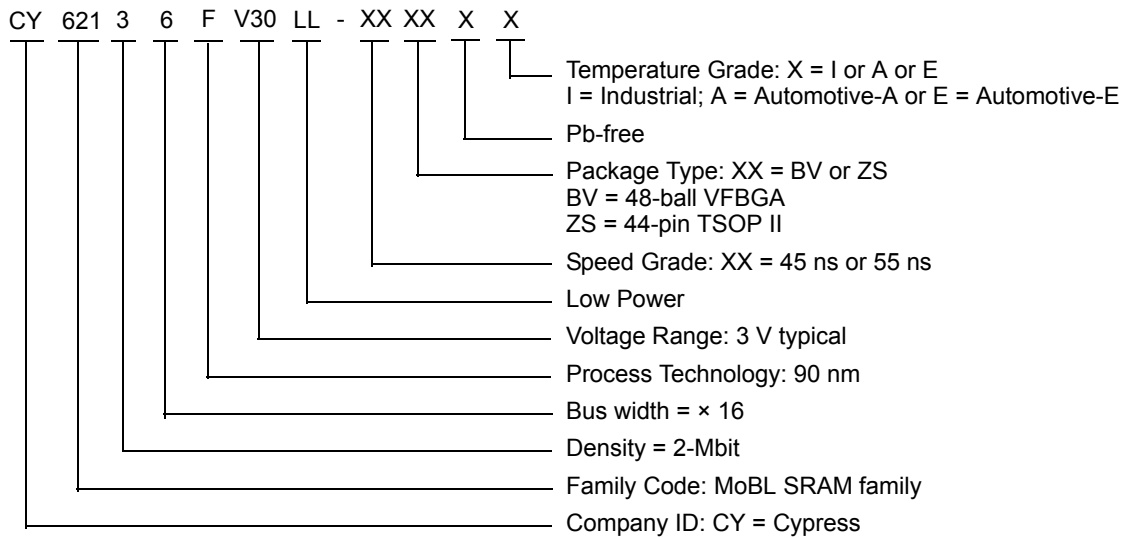 CY 621 3 6 F V30 LL - XX XX X X
Temperature Grade: X = I or A or E
I = Industrial; A = Automotive-A or E = Automotive-E
Pb-free
Package Type: XX = BV or ZS
BV = 48-ball VFBGA
ZS = 44-pin TSOP II
Speed Grade: XX = 45 ns or 55 ns
Low Power
Voltage Range: 3 V typical
Process Technology: 90 nm
Bus width = × 16
Density = 2-Mbit
Family Code: MoBL SRAM family
Company ID: CY = Cypress